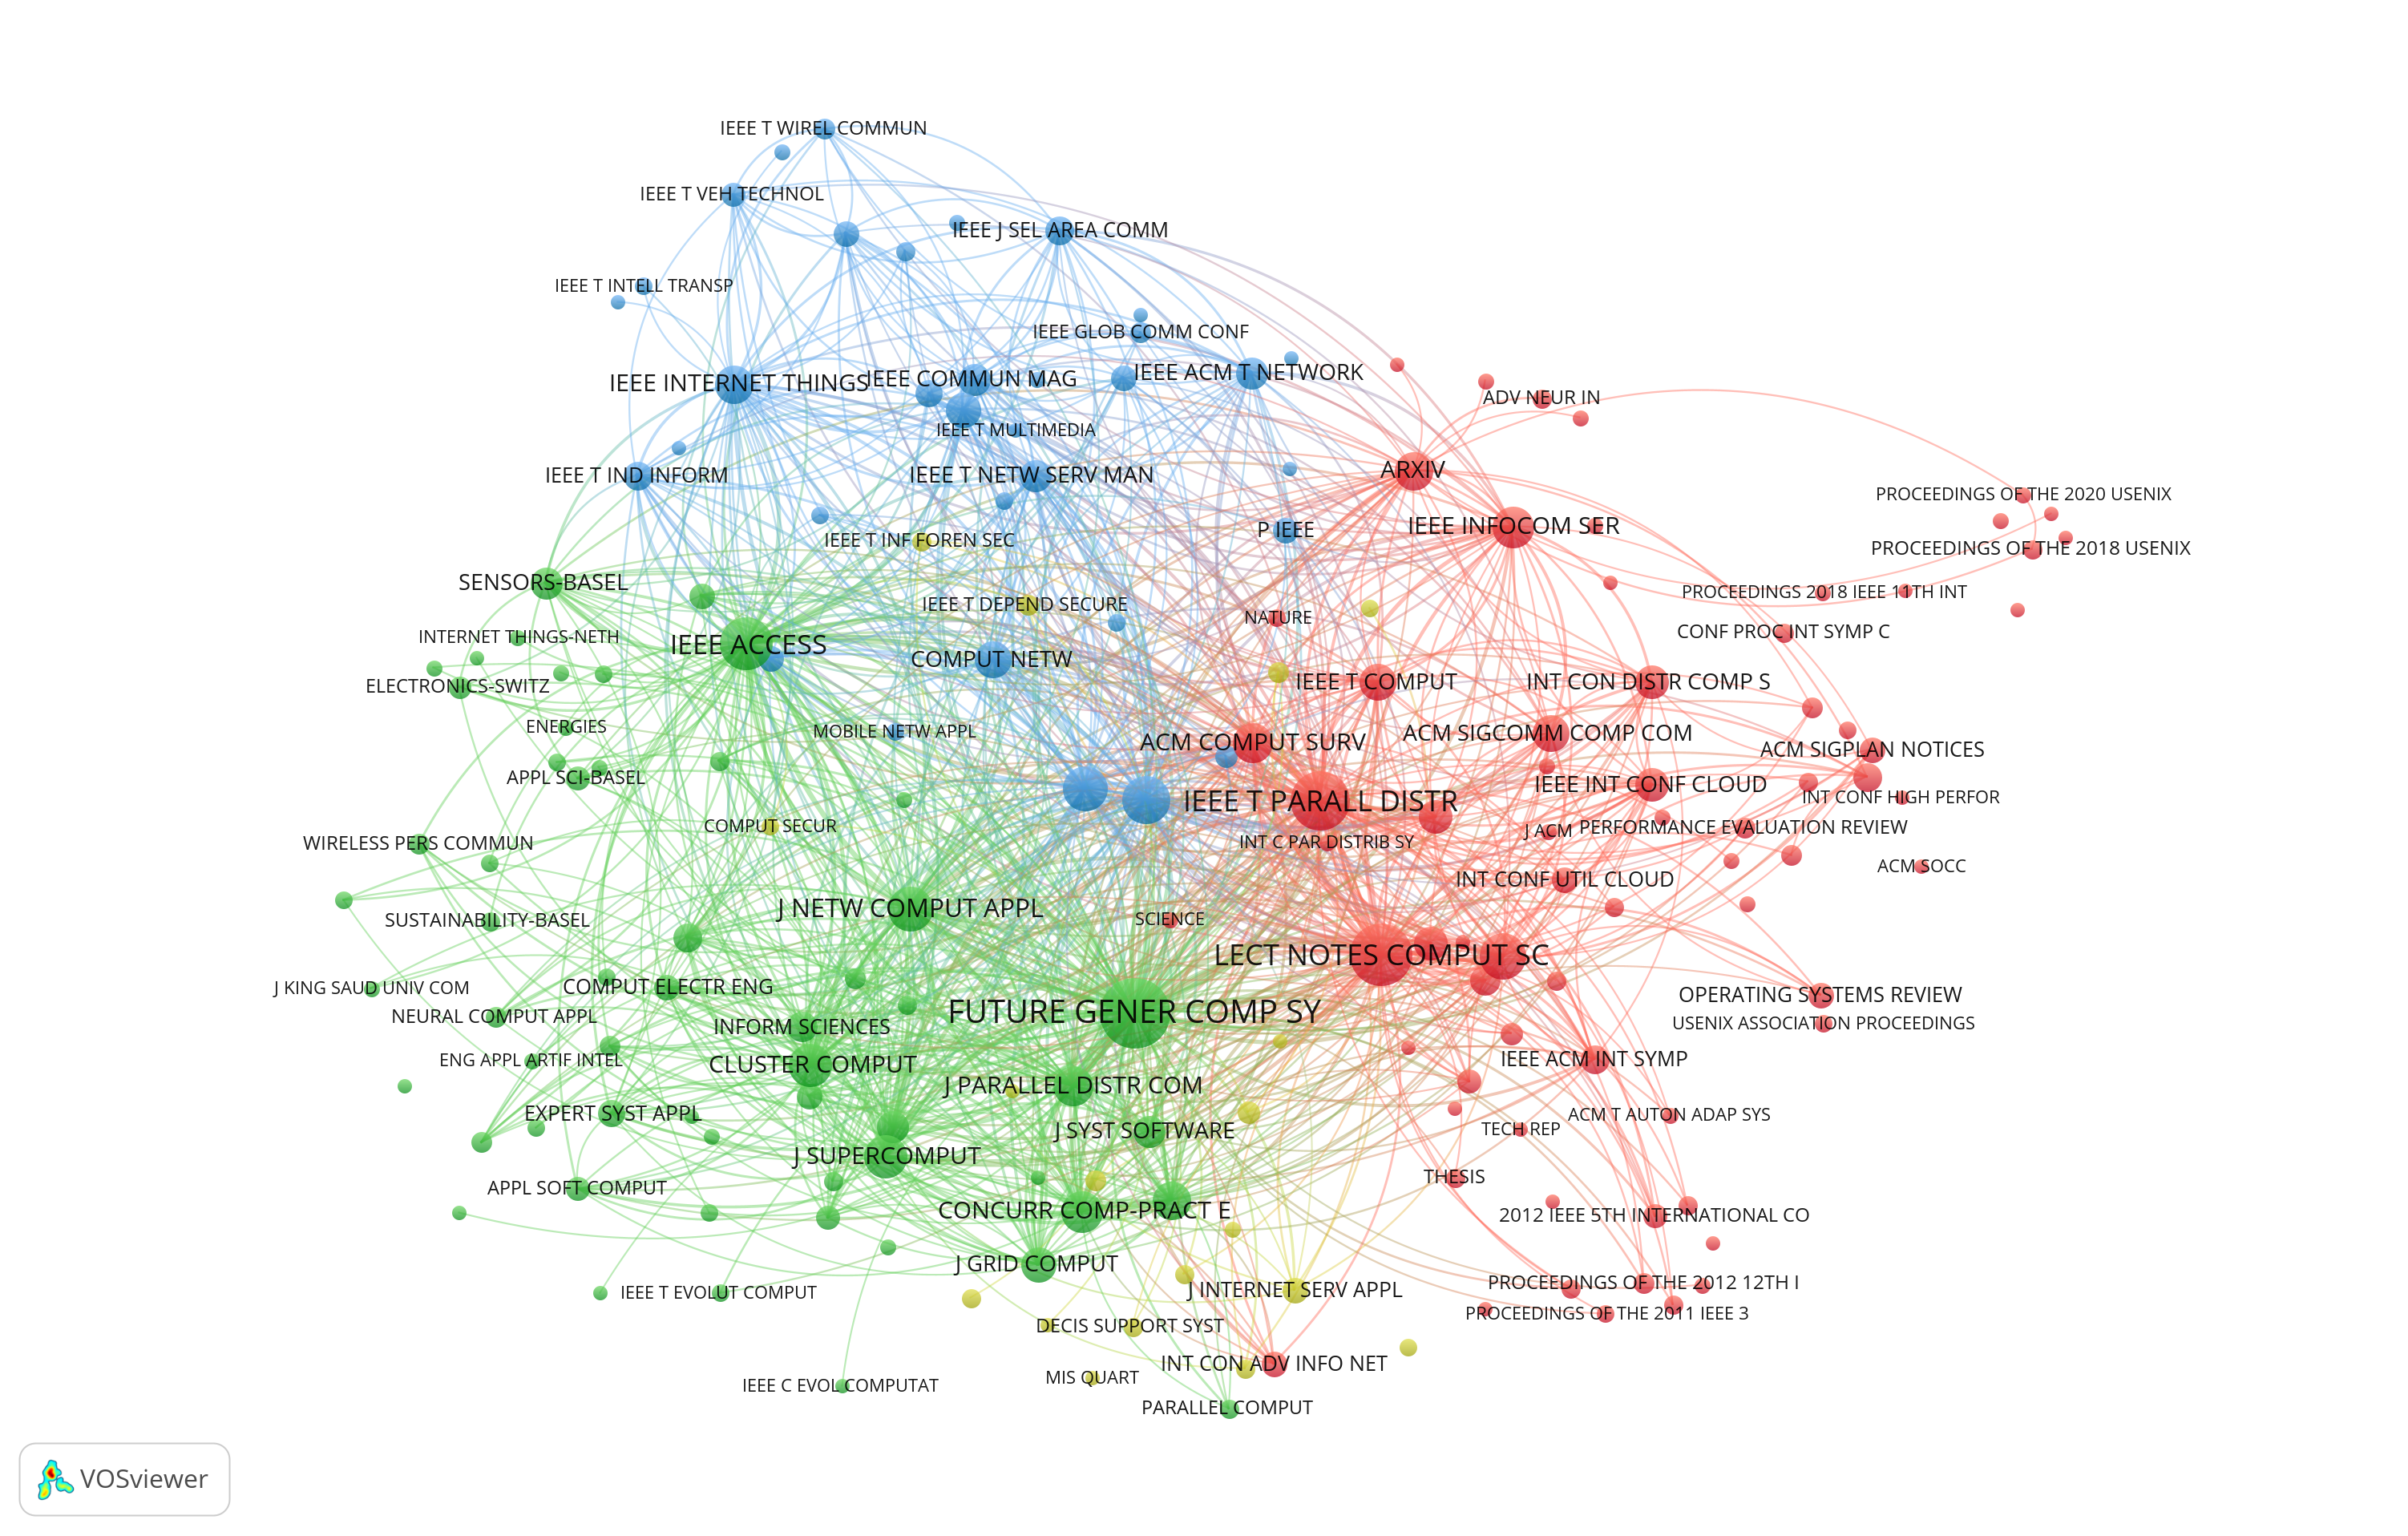 IEEE T WIREL COMMUN
IEEE T VEH TECHNOL
IEEE J SEL AREA COMM
IEEE T INTELL TRANSP
IEEE GLOB COMM CONF
IEEE INTERNET THINGS
IEEE COMMUN MAG
IEEE ACM T NETWORK
ADV NEUR IN
IEEE T MULTIMEDIA
IEEE T IND INFORM
IEEE T NETW SERV MAN
ARXIV
PROCEEDINGS OF THE 2020 USENIX
IEEE T INF FOREN SEC
P IEEE
IEEE INFOCOM SER
PROCEEDINGS OF THE 2018 USENIX
SENSORS-BASEL
IEEE T DEPEND SECURE
NATURE
PROCEEDINGS 2018 IEEE 11TH INT
INTERNET THINGS-NETH
IEEE ACCESS
COMPUT NETW
CONF PROC INT SYMP C
ELECTRONICS-SWITZ
IEEE T COMPUT
INT CON DISTR COMP S
ENERGIES
MOBILE NETW APPL
ACM COMPUT SURV
ACM SIGCOMM COMP COM
ACM SIGPLAN NOTICES
APPL SCI-BASEL
IEEE T PARALL DISTR
IEEE INT CONF CLOUD
INT CONF HIGH PERFOR
COMPUT SECUR
INT C PAR DISTRIB SY
J ACM
PERFORMANCE EVALUATION REVIEW
WIRELESS PERS COMMUN
ACM SOCC
INT CONF UTIL CLOUD
SUSTAINABILITY-BASEL
J NETW COMPUT APPL
SCIENCE
LECT NOTES COMPUT SC
J KING SAUD UNIV COM
COMPUT ELECTR ENG
OPERATING SYSTEMS REVIEW
NEURAL COMPUT APPL
INFORM SCIENCES
FUTURE GENER COMP SY
USENIX ASSOCIATION PROCEEDINGS
ENG APPL ARTIF INTEL
CLUSTER COMPUT
IEEE ACM INT SYMP
J PARALLEL DISTR COM
EXPERT SYST APPL
J SYST SOFTWARE
ACM T AUTON ADAP SYS
TECH REP
J SUPERCOMPUT
THESIS
APPL SOFT COMPUT
CONCURR COMP-PRACT E
2012 IEEE 5TH INTERNATIONAL CO
J GRID COMPUT
IEEE T EVOLUT COMPUT
J INTERNET SERV APPL
PROCEEDINGS OF THE 2012 12TH I
DECIS SUPPORT SYST
PROCEEDINGS OF THE 2011 IEEE 3
INT CON ADV INFO NET
IEEE C EVOL COMPUTAT
MIS QUART
PARALLEL COMPUT
VOSviewer